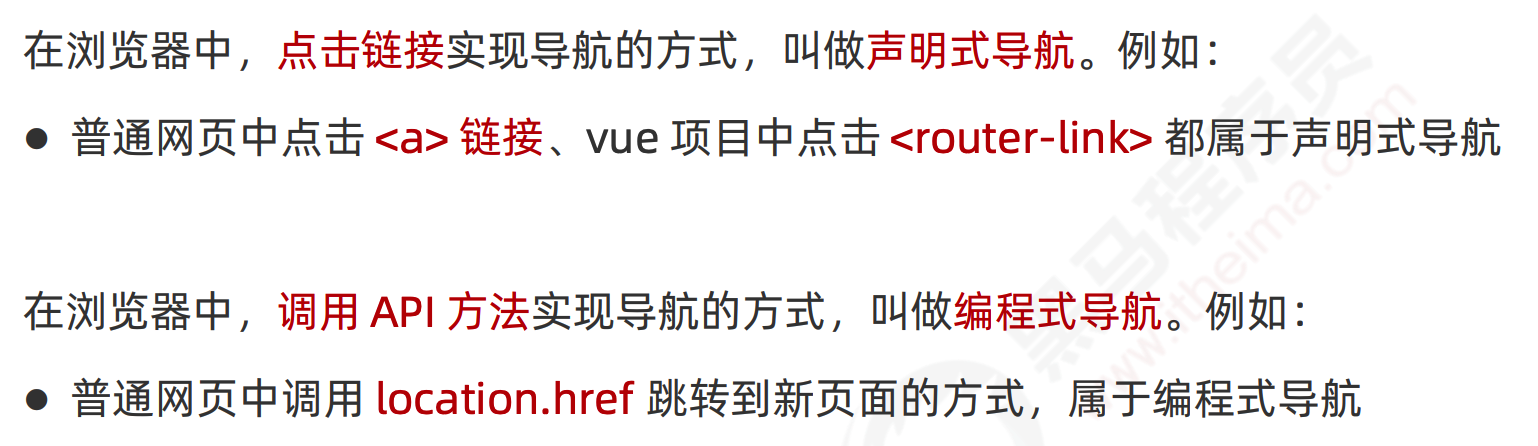 在浏览器中，点击链接实现导航的方式，叫做声明式导航。例如：
● 普通网页中点击 <a> 链接、vue 项目中点击 <router-link> 都属于声明式导航
在浏览器中，调用 API 方法实现导航的方式，叫做编程式导航。例如：
● 普通网页中调用 location.href 跳转到新页面的方式，属于编程式导航
黑马程序员
www.itheima.com